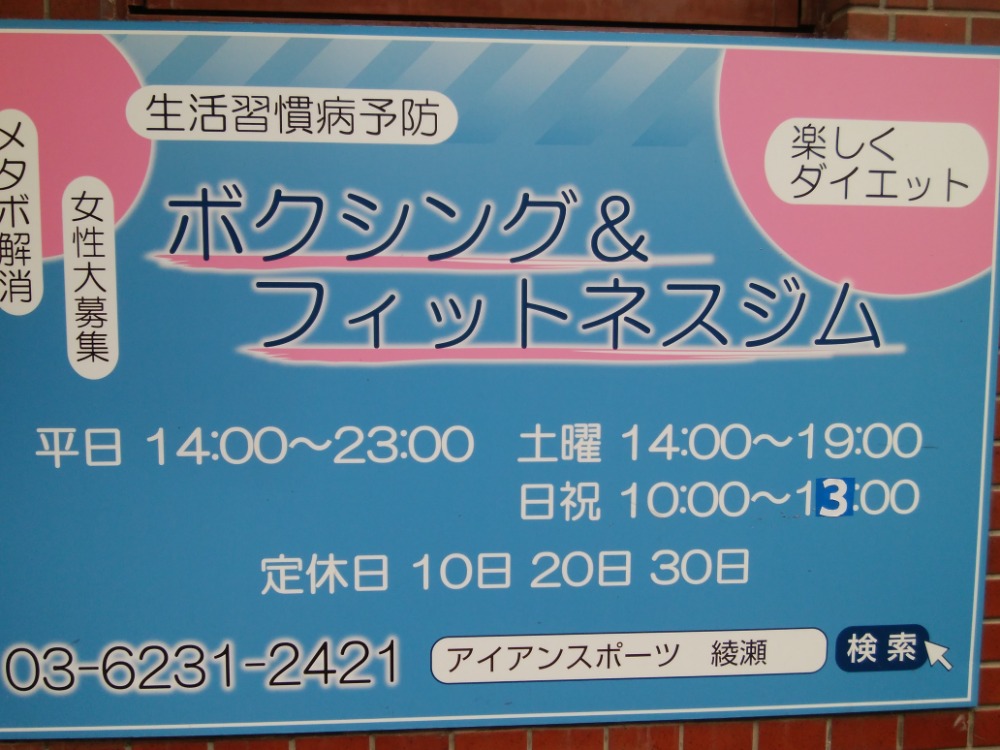 生活習慣病予防
楽しく
ダイエット
メタボ解消
女性大募集
ボクシング&
フィットネスジム
平日 14:00〜23:00
土曜 14:00〜19:00
日祝 10:00〜13:00
定休日 10日 20日 30日
03-6231-2421
アイアンスポーツ 綾瀬
検索